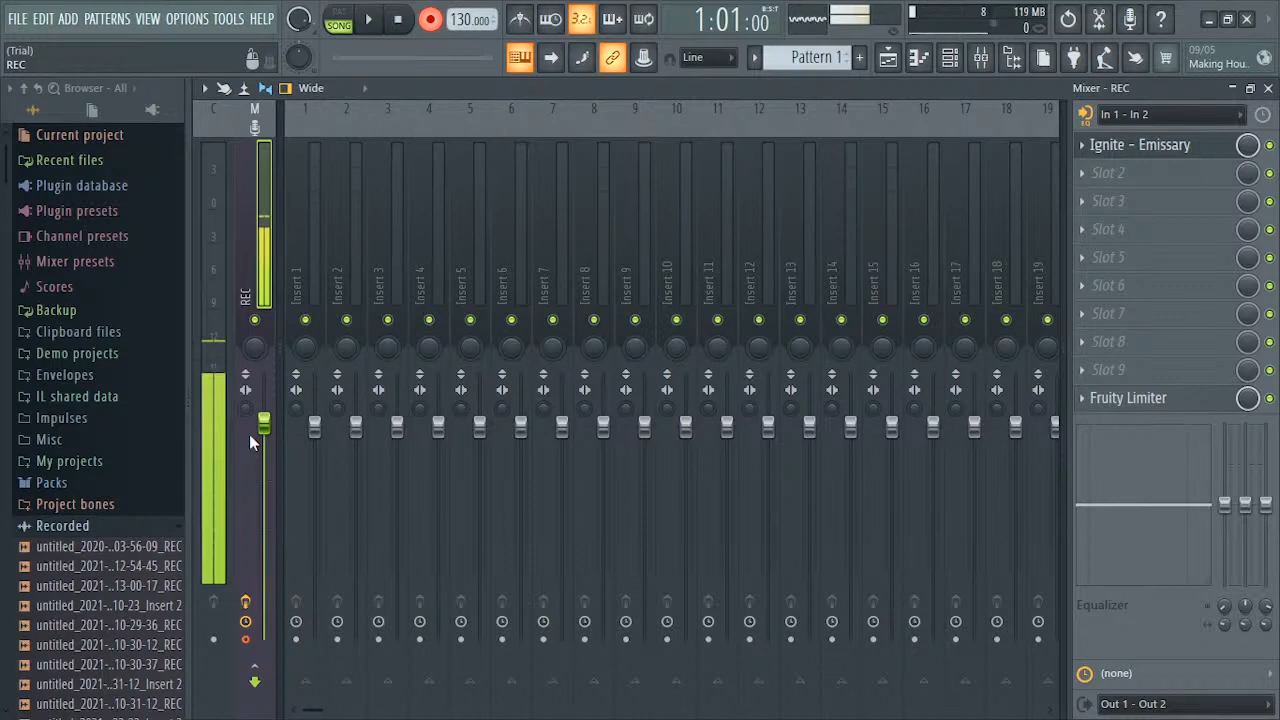 FILE EDIT ADD PATTERNS VIEW OPTIONS TOOLS HELP
(Trial)
REC
PAT
SONG
130.000
3.2
1:01:00
B:S:T
8
119 MB
0
Line
Pattern 1
09/05
Making Hou..
Browser - All
Current project
Recent files
Plugin database
Plugin presets
Channel presets
Mixer presets
Scores
Backup
Clipboard files
Demo projects
Envelopes
IL shared data
Impulses
Misc
My projects
Packs
Project bones
Recorded
untitled_2020-..03-56-09_REC
untitled_2021-..12-54-45_REC
untitled_2021-..13-00-17_REC
untitled_2021-..10-23_Insert 2
untitled_2021-..10-29-36_REC
untitled_2021-..10-30-12_REC
untitled_2021-..10-30-37_REC
untitled_2021-..31-12_Insert 2
untitled_2021-..10-31-12_REC
Wide
C M 1 2 3 4 5 6 7 8 9 10 11 12 13 14 15 16 17 18 19
3
0
3
6
9
REC
Insert 1
Insert 2
Insert 3
Insert 4
Insert 5
Insert 6
Insert 7
Insert 8
Insert 9
Insert 10
Insert 11
Insert 12
Insert 13
Insert 14
Insert 15
Insert 16
Insert 17
Insert 18
Insert 19
Mixer - REC
In 1 - In 2
EQ
Ignite - Emissary
Slot 2
Slot 3
Slot 4
Slot 5
Slot 6
Slot 7
Slot 8
Slot 9
Fruity Limiter
Equalizer
(none)
Out 1 - Out 2